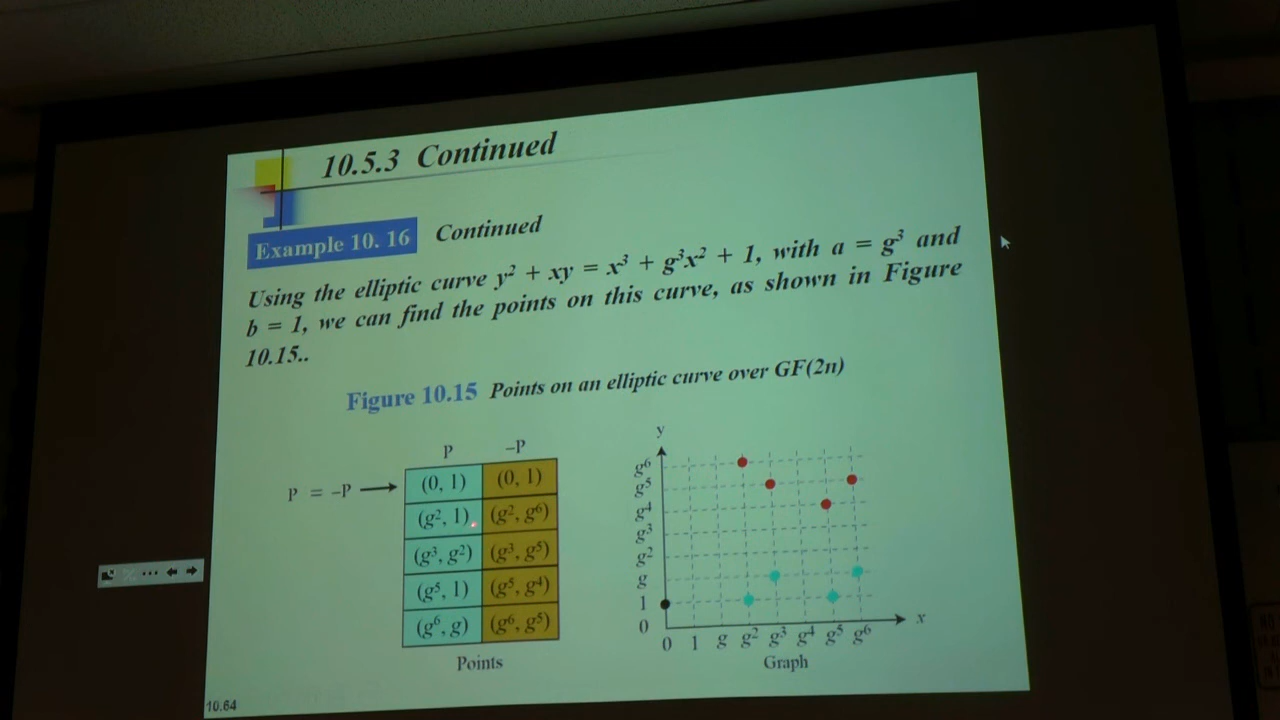 10.5.3 Continued
Example 10. 16 Continued
Using the elliptic curve y² + xy = x³ + g³x² + 1, with a = g³ and
b = 1, we can find the points on this curve, as shown in Figure
10.15..
Figure 10.15 Points on an elliptic curve over GF(2n)
P –P
P = –P
(0, 1) (0, 1)
(g², 1) (g², g⁶)
(g³, g²) (g³, g⁵)
(g⁵, 1) (g⁵, g⁴)
(g⁶, g) (g⁶, g⁵)
Points
y
g⁶
g⁵
g⁴
g³
g²
g
1
0
0 1 g g² g³ g⁴ g⁵ g⁶ x
Graph
10.64